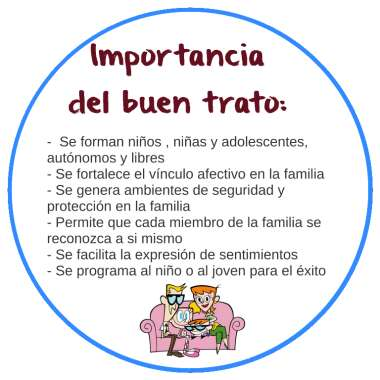 Importancia
del buen trato:
-  Se forman niños , niñas y adolescentes,
autónomos y libres
- Se fortalece el vínculo afectivo en la familia
- Se genera ambientes de seguridad y
protección en la familia
- Permite que cada miembro de la familia se
reconozca a si mismo
- Se facilita la expresión de sentimientos
- Se programa al niño o al joven para el éxito